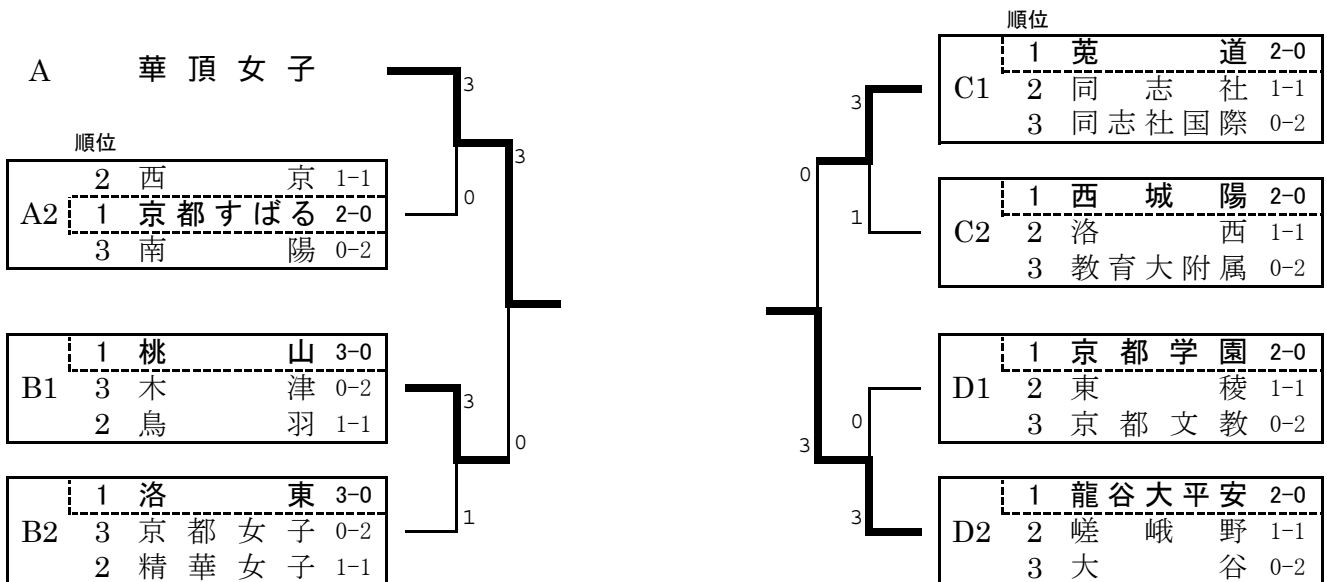 A 華頂女子
順位
2 西京 1-1
A2 1 京都すばる 2-0
3 南陽 0-2
1 桃山 3-0
B1 3 木津 0-2
2 鳥羽 1-1
1 洛東 3-0
B2 3 京都女子 0-2
2 精華女子 1-1
3
0
3
3
0
1
順位
1 莵道 2-0
C1 2 同志社 1-1
3 同志社国際 0-2
1 西城陽 2-0
C2 2 洛西 1-1
3 教育大附属 0-2
1 京都学園 2-0
D1 2 東稜 1-1
3 京都文教 0-2
1 龍谷大平安 2-0
D2 2 嵯峨野 1-1
3 大谷 0-2
3
0
1
0
3
3